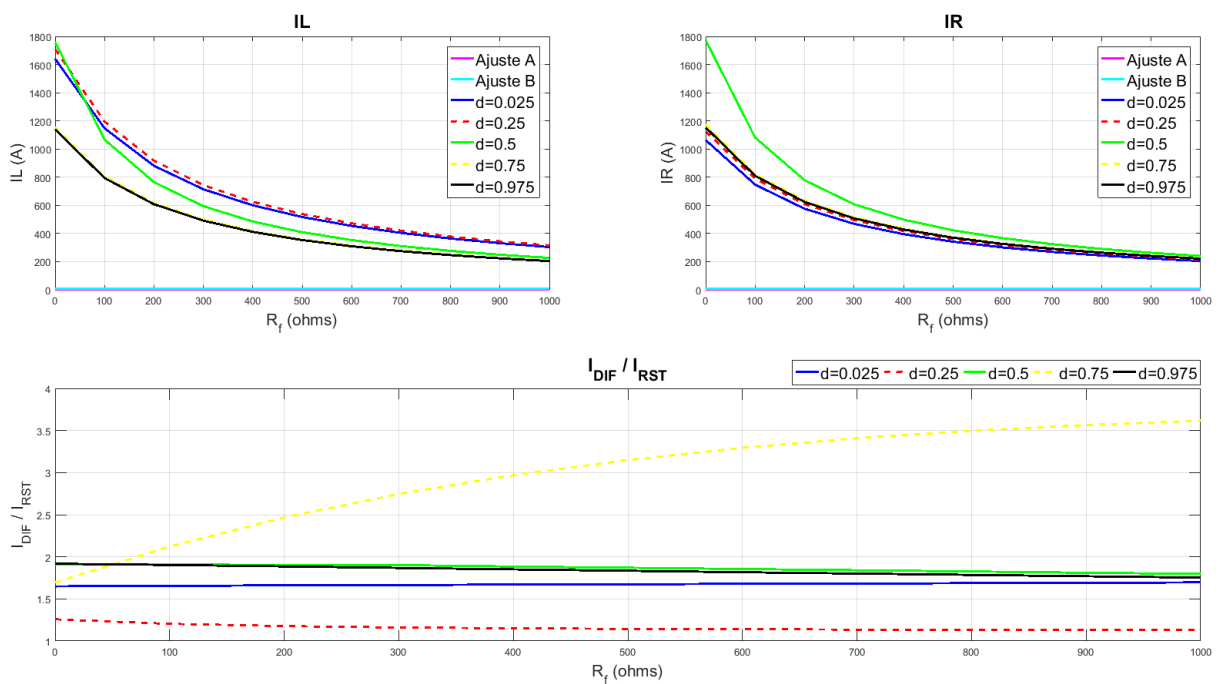 IL
1800
1600
1400
1200
1000
800
600
400
200
0
IL (A)
0 100 200 300 400 500 600 700 800 900 1000
R_f (ohms)
Ajuste A
Ajuste B
d=0.025
d=0.25
d=0.5
d=0.75
d=0.975
IR
1800
1600
1400
1200
1000
800
600
400
200
0
IR (A)
0 100 200 300 400 500 600 700 800 900 1000
R_f (ohms)
Ajuste A
Ajuste B
d=0.025
d=0.25
d=0.5
d=0.75
d=0.975
I_DIF / I_RST
d=0.025 d=0.25 d=0.5 d=0.75 d=0.975
4
3.5
3
2.5
2
1.5
1
I_DIF / I_RST
0 100 200 300 400 500 600 700 800 900 1000
R_f (ohms)